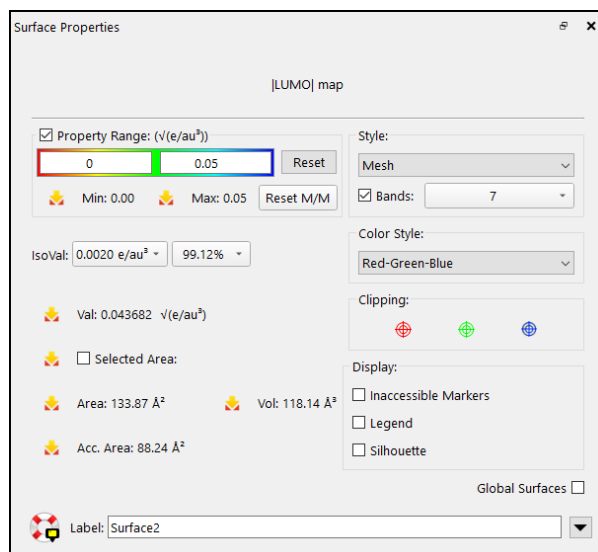 Surface Properties
|LUMO| map
Property Range: (√(e/au³))
0 0.05 Reset
Min: 0.00 Max: 0.05 Reset M/M
Style:
Mesh
Bands: 7
IsoVal: 0.0020 e/au³ 99.12%
Color Style:
Red-Green-Blue
Val: 0.043682 √(e/au³)
Clipping:
Selected Area:
Area: 133.87 Å² Vol: 118.14 Å³
Acc. Area: 88.24 Å²
Display:
Inaccessible Markers
Legend
Silhouette
Global Surfaces
Label: Surface2